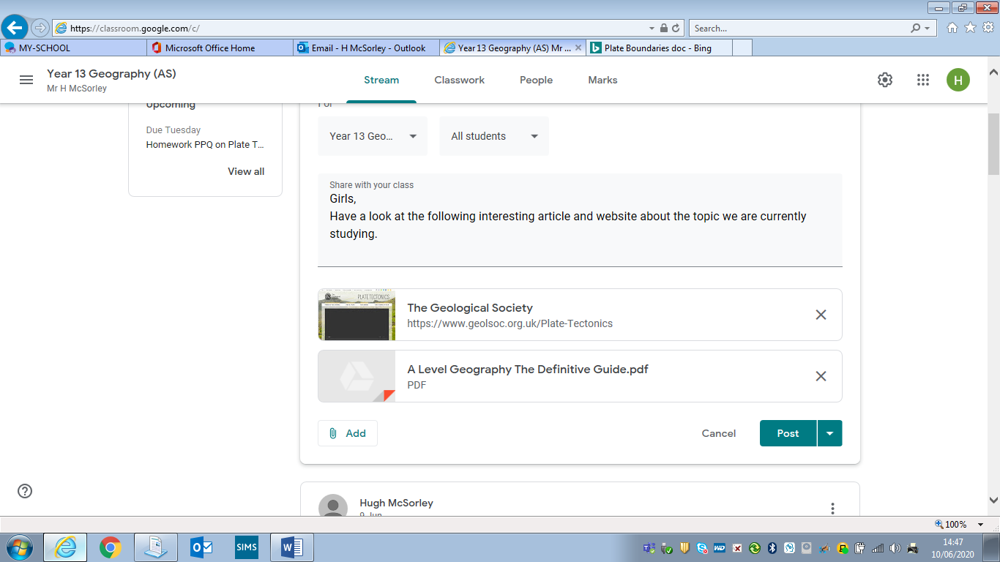 https://classroom.google.com/c/
Search...
MY-SCHOOL
Microsoft Office Home
Email - H McSorley - Outlook
Year 13 Geography (AS) Mr ...
Plate Boundaries doc - Bing
Year 13 Geography (AS)
Mr H McSorley
Stream
Classwork
People
Marks
H
Upcoming
Due Tuesday
Homework PPQ on Plate T...
View all
For
Year 13 Geo...
All students
Share with your class
Girls,
Have a look at the following interesting article and website about the topic we are currently
studying.
PLATE TECTONICS
The Geological Society
https://www.geolsoc.org.uk/Plate-Tectonics
A Level Geography The Definitive Guide.pdf
PDF
Add
Cancel
Post
Hugh McSorley
9 Jun
100%
SIMS
14:47
10/06/2020